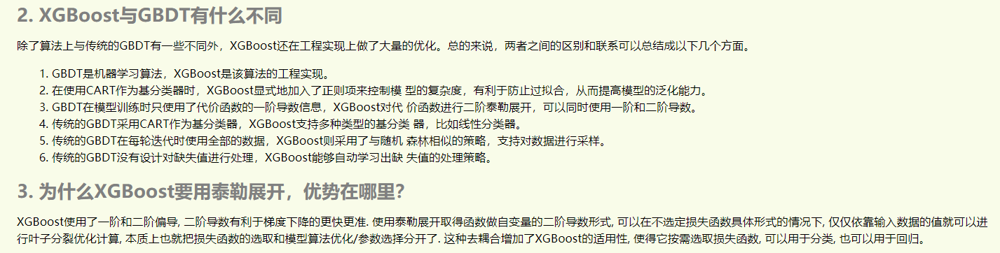 2. XGBoost与GBDT有什么不同
除了算法上与传统的GBDT有一些不同外，XGBoost还在工程实现上做了大量的优化。总的来说，两者之间的区别和联系可以总结成以下几个方面。
1. GBDT是机器学习算法，XGBoost是该算法的工程实现。
2. 在使用CART作为基分类器时，XGBoost显式地加入了正则项来控制模 型的复杂度，有利于防止过拟合，从而提高模型的泛化能力。
3. GBDT在模型训练时只使用了代价函数的一阶导数信息，XGBoost对代 价函数进行二阶泰勒展开，可以同时使用一阶和二阶导数。
4. 传统的GBDT采用CART作为基分类器，XGBoost支持多种类型的基分类 器，比如线性分类器。
5. 传统的GBDT在每轮迭代时使用全部的数据，XGBoost则采用了与随机 森林相似的策略，支持对数据进行采样。
6. 传统的GBDT没有设计对缺失值进行处理，XGBoost能够自动学习出缺 失值的处理策略。
3. 为什么XGBoost要用泰勒展开，优势在哪里？
XGBoost使用了一阶和二阶偏导, 二阶导数有利于梯度下降的更快更准. 使用泰勒展开取得函数做自变量的二阶导数形式, 可以在不选定损失函数具体形式的情况下, 仅仅依靠输入数据的值就可以进
行叶子分裂优化计算, 本质上也就把损失函数的选取和模型算法优化/参数选择分开了. 这种去耦合增加了XGBoost的适用性, 使得它按需选取损失函数, 可以用于分类, 也可以用于回归。